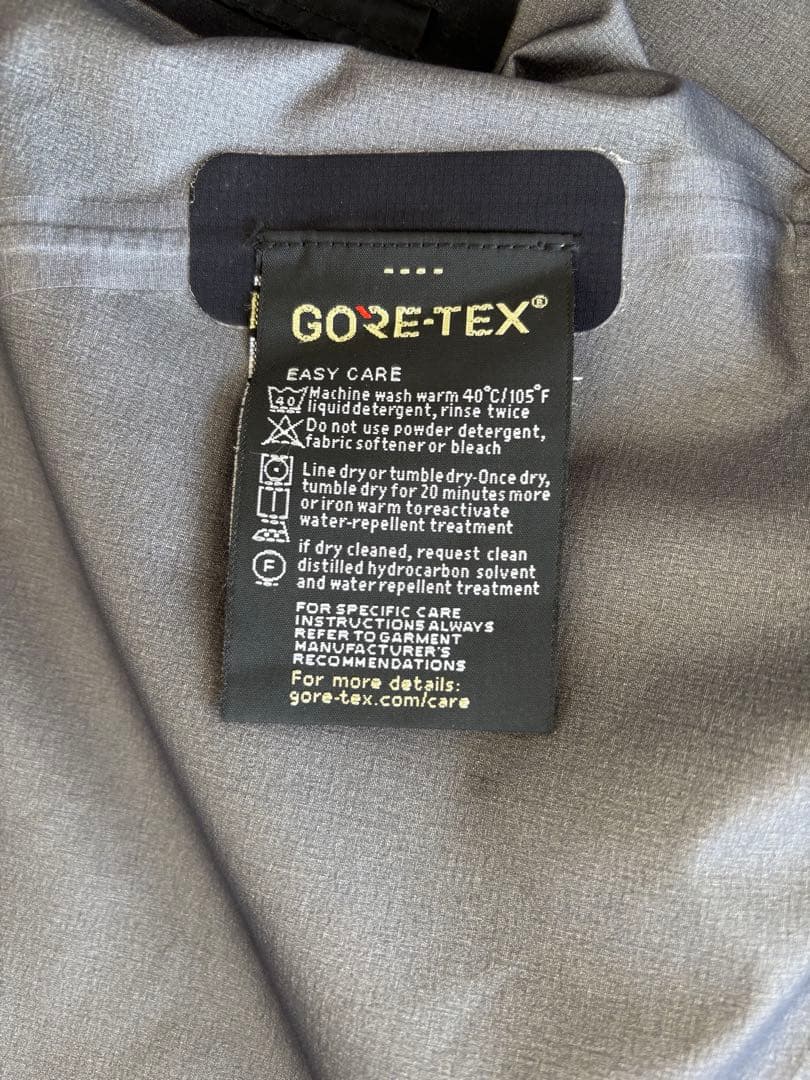 GORE-TEX®
EASY CARE
40 Machine wash warm 40°C/105°F
liquid detergent, rinse twice
Do not use powder detergent,
fabric softener or bleach
Line dry or tumble dry-Once dry,
tumble dry for 20 minutes more
or iron warm to reactivate
water-repellent treatment
if dry cleaned, request clean
F distilled hydrocarbon solvent
and water repellent treatment
FOR SPECIFIC CARE
INSTRUCTIONS ALWAYS
REFER TO GARMENT
MANUFACTURER'S
RECOMMENDATIONS
For more details:
gore-tex.com/care